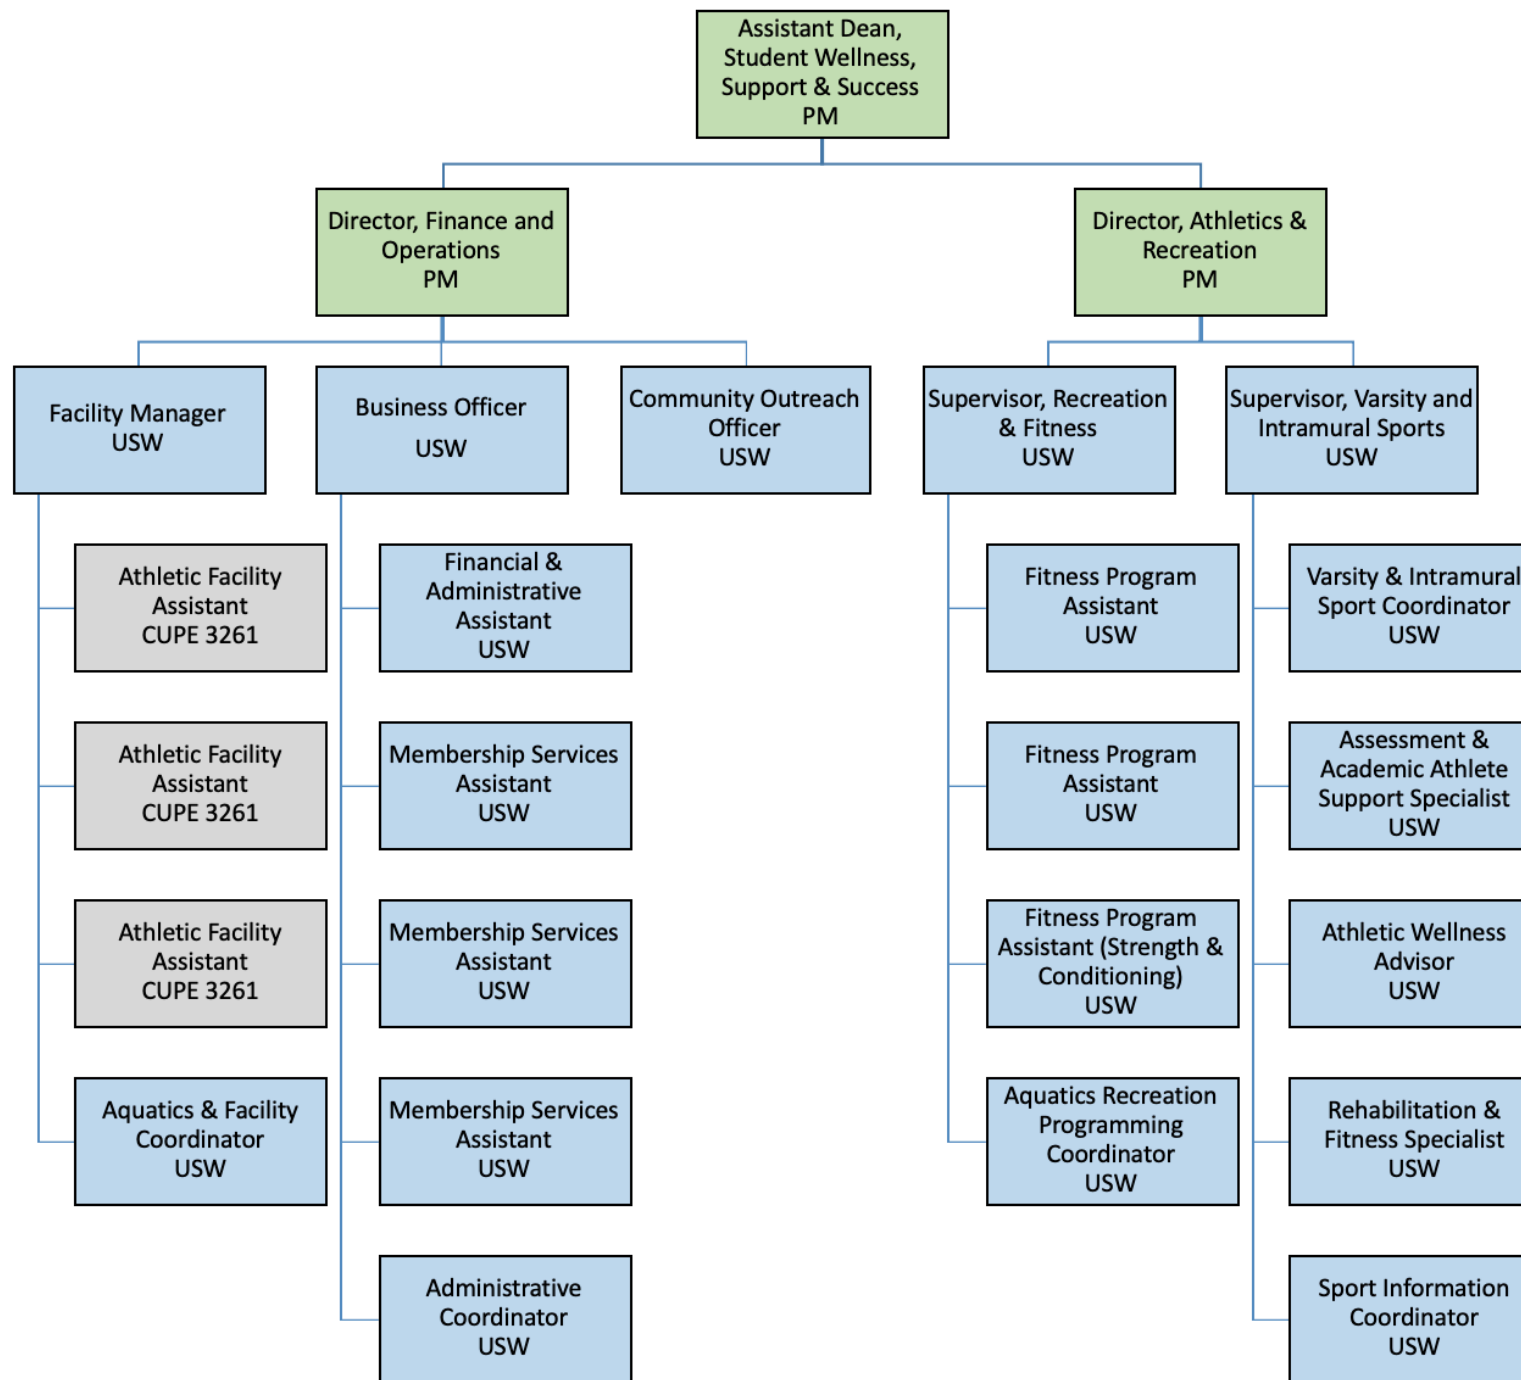 Assistant Dean,
Student Wellness,
Support & Success
PM
Director, Finance and
Operations
PM
Director, Athletics &
Recreation
PM
Facility Manager
USW
Business Officer
USW
Community Outreach
Officer
USW
Supervisor, Recreation
& Fitness
USW
Supervisor, Varsity and
Intramural Sports
USW
Athletic Facility
Assistant
CUPE 3261
Athletic Facility
Assistant
CUPE 3261
Athletic Facility
Assistant
CUPE 3261
Aquatics & Facility
Coordinator
USW
Financial &
Administrative
Assistant
USW
Membership Services
Assistant
USW
Membership Services
Assistant
USW
Membership Services
Assistant
USW
Administrative
Coordinator
USW
Fitness Program
Assistant
USW
Fitness Program
Assistant
USW
Fitness Program
Assistant (Strength &
Conditioning)
USW
Aquatics Recreation
Programming
Coordinator
USW
Varsity & Intramural
Sport Coordinator
USW
Assessment &
Academic Athlete
Support Specialist
USW
Athletic Wellness
Advisor
USW
Rehabilitation &
Fitness Specialist
USW
Sport Information
Coordinator
USW